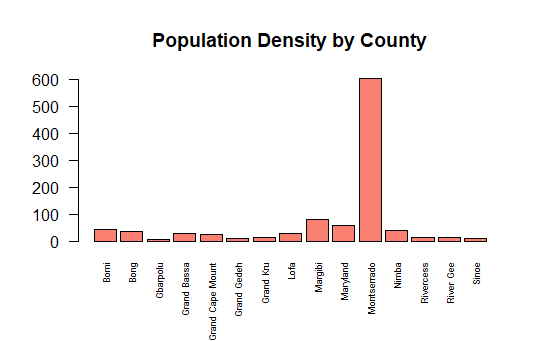 Population Density by County
600
500
400
300
200
100
0
Bomi
Bong
Gbarpolu
Grand Bassa
Grand Cape Mount
Grand Gedeh
Grand Kru
Lofa
Margibi
Maryland
Montserrado
Nimba
Rivercess
River Gee
Sinoe